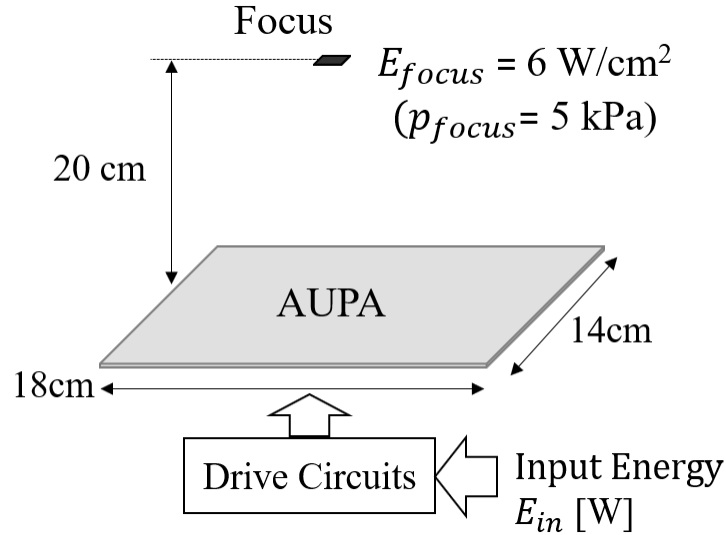 Focus
E_focus = 6 W/cm²
(p_focus= 5 kPa)
20 cm
AUPA
14cm
18cm
Drive Circuits
Input Energy
E_in [W]